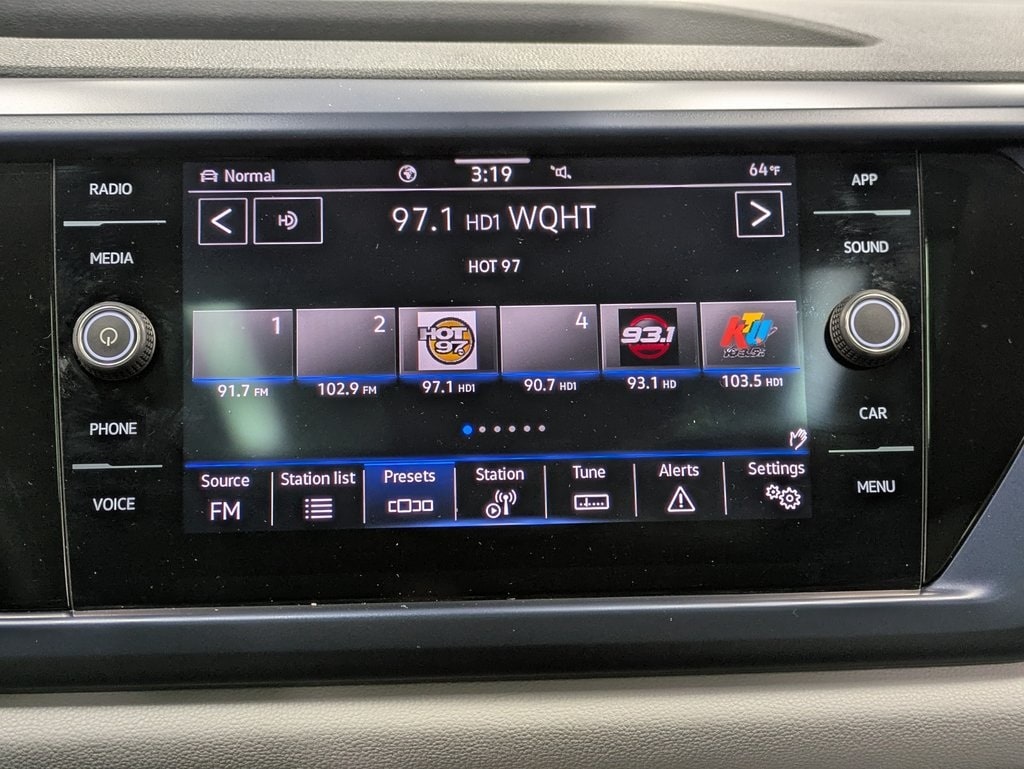 RADIO
MEDIA
PHONE
VOICE
Normal 3:19 64°F
97.1 HD1 WQHT
HOT 97
1 2 HOT 97 4 93.1 KTU
91.7 FM 102.9 FM 97.1 HD1 90.7 HD1 93.1 HD 103.5 HD1
Source Station list Presets Station Tune Alerts Settings
FM
APP
SOUND
CAR
MENU